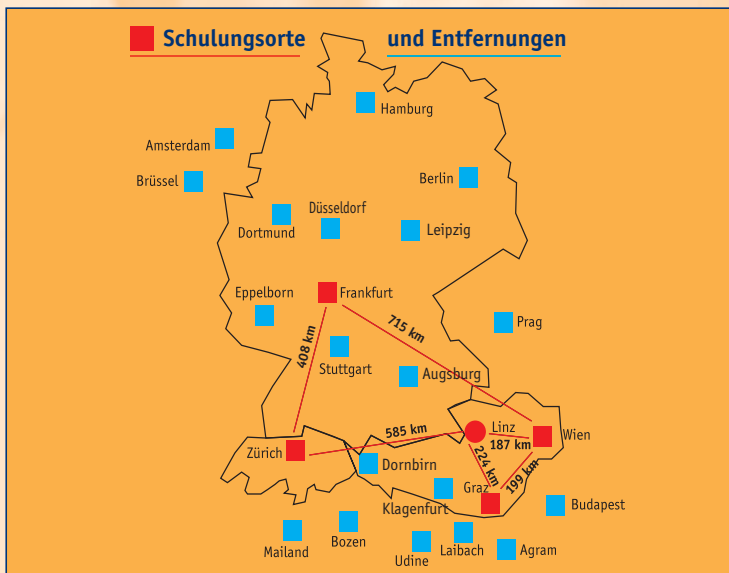 Schulungsorte und Entfernungen
Hamburg
Amsterdam
Brüssel
Berlin
Düsseldorf
Dortmund
Leipzig
Eppelborn
Frankfurt
715 km
Prag
408 km
Stuttgart
Augsburg
585 km
Linz
Wien
187 km
Zürich
Dornbirn
224 km
199 km
Graz
Klagenfurt
Budapest
Mailand
Bozen
Udine
Laibach
Agram